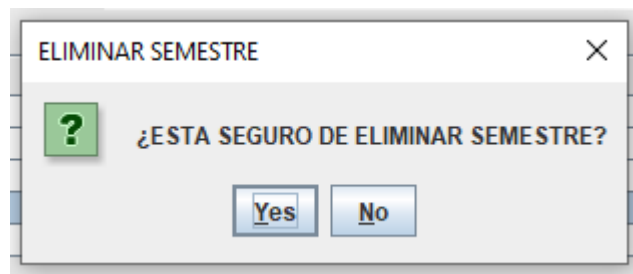 ELIMINAR SEMESTRE
¿ESTA SEGURO DE ELIMINAR SEMESTRE?
Yes No